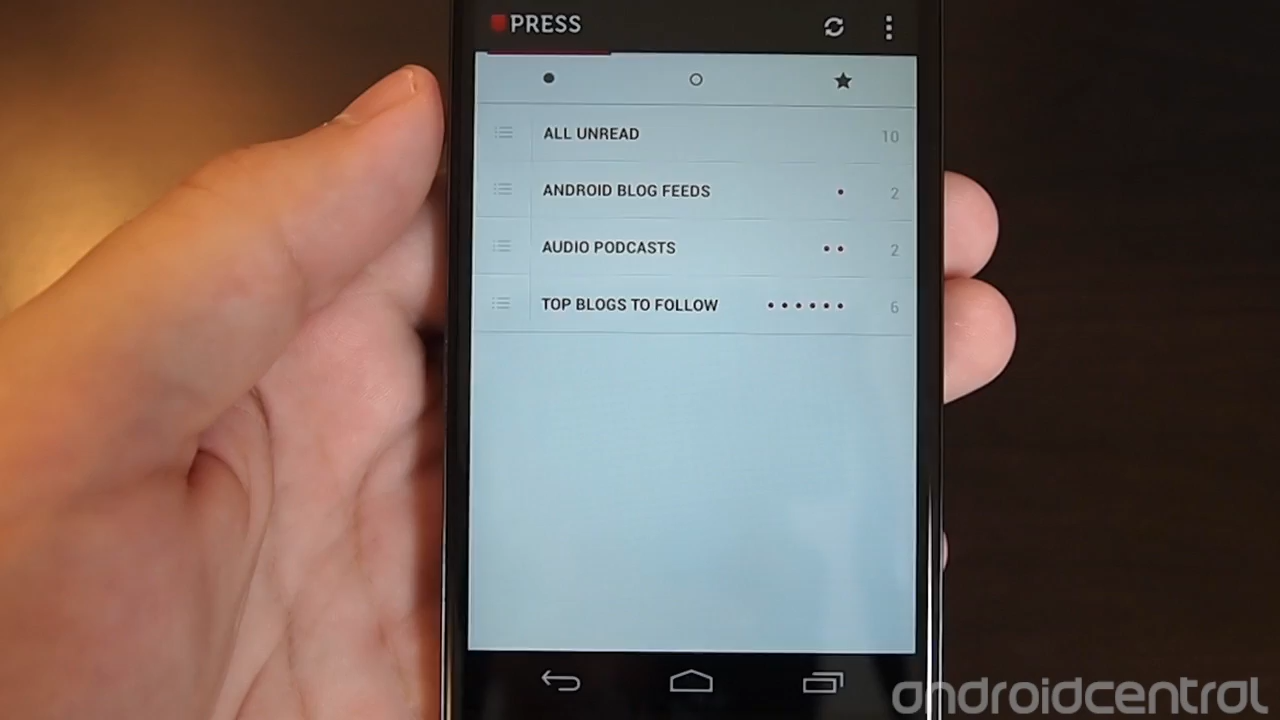 PRESS
ALL UNREAD 10
ANDROID BLOG FEEDS 2
AUDIO PODCASTS 2
TOP BLOGS TO FOLLOW 6
androidcentral